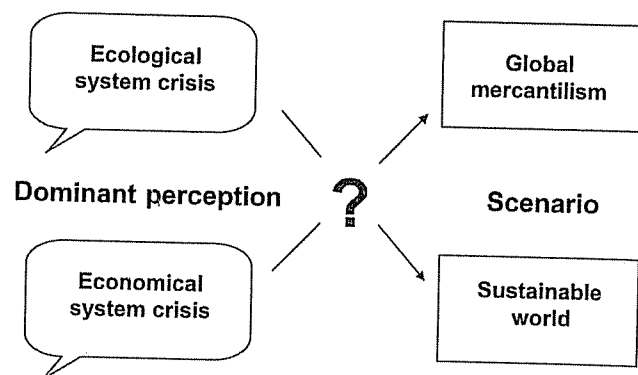 Ecological
system crisis
Global
mercantilism
Dominant perception
?
Scenario
Economical
system crisis
Sustainable
world